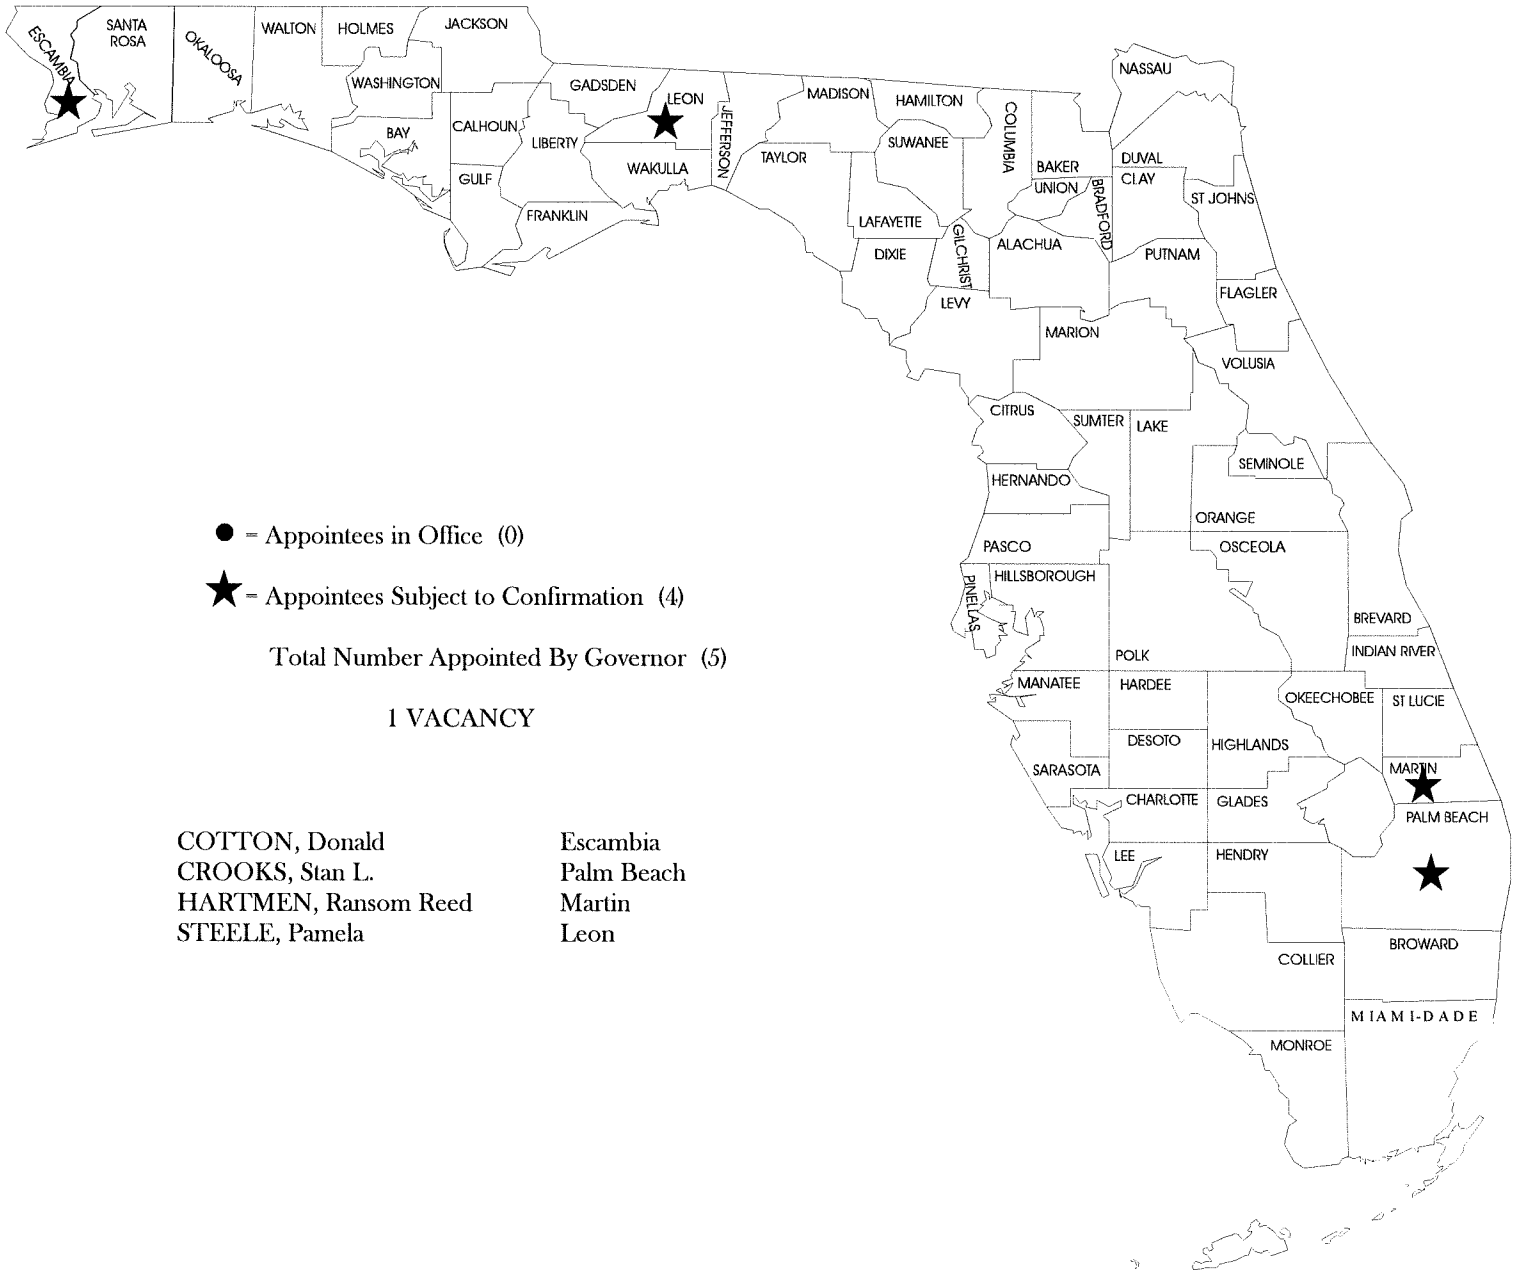 ESCAMBIA
SANTA
ROSA
OKALOOSA
WALTON
HOLMES
JACKSON
WASHINGTON
BAY
CALHOUN
GULF
GADSDEN
LIBERTY
FRANKLIN
LEON
WAKULLA
JEFFERSON
MADISON
TAYLOR
HAMILTON
SUWANEE
LAFAYETTE
DIXIE
COLUMBIA
GILCHRIST
LEVY
BAKER
UNION
BRADFORD
ALACHUA
NASSAU
DUVAL
CLAY
ST JOHNS
PUTNAM
FLAGLER
MARION
VOLUSIA
CITRUS
SUMTER
LAKE
SEMINOLE
HERNANDO
ORANGE
PASCO
OSCEOLA
PINELLAS
HILLSBOROUGH
POLK
BREVARD
INDIAN RIVER
MANATEE
HARDEE
OKEECHOBEE
ST LUCIE
DESOTO
HIGHLANDS
SARASOTA
MARTIN
CHARLOTTE
GLADES
PALM BEACH
LEE
HENDRY
BROWARD
COLLIER
MIAMI-DADE
MONROE
= Appointees in Office (0)
= Appointees Subject to Confirmation (4)
Total Number Appointed By Governor (5)
1 VACANCY
COTTON, Donald Escambia
CROOKS, Stan L. Palm Beach
HARTMEN, Ransom Reed Martin
STEELE, Pamela Leon